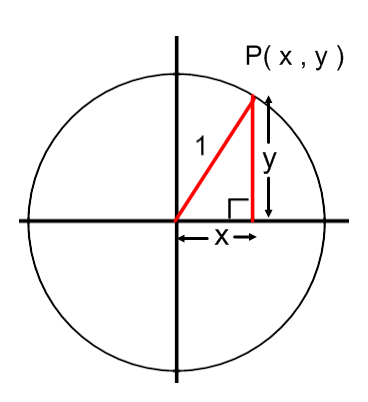 P( x , y )
1
y
x